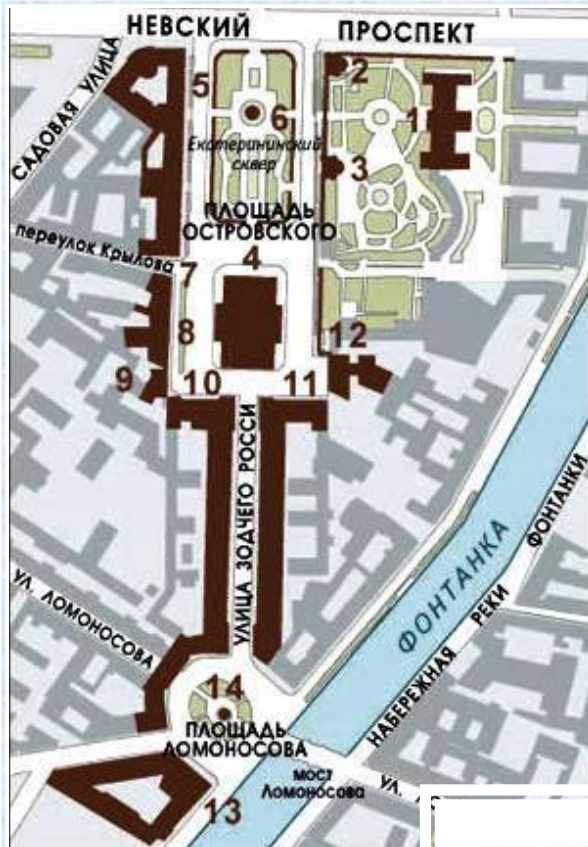 НЕВСКИЙ ПРОСПЕКТ
САДОВАЯ УЛИЦА
5
6
2
1
Екатерининский
сквер
3
ПЛОЩАДЬ
ОСТРОВСКОГО
переулок Крылова
4
7
8
12
9
10
11
УЛИЦА ЗОДЧЕГО РОССИ
ФОНТАНКА
НАБЕРЕЖНАЯ РЕКИ ФОНТАНКИ
УЛ. ЛОМОНОСОВА
14
ПЛОЩАДЬ
ЛОМОНОСОВА
мост
Ломоносова
УЛ.
13